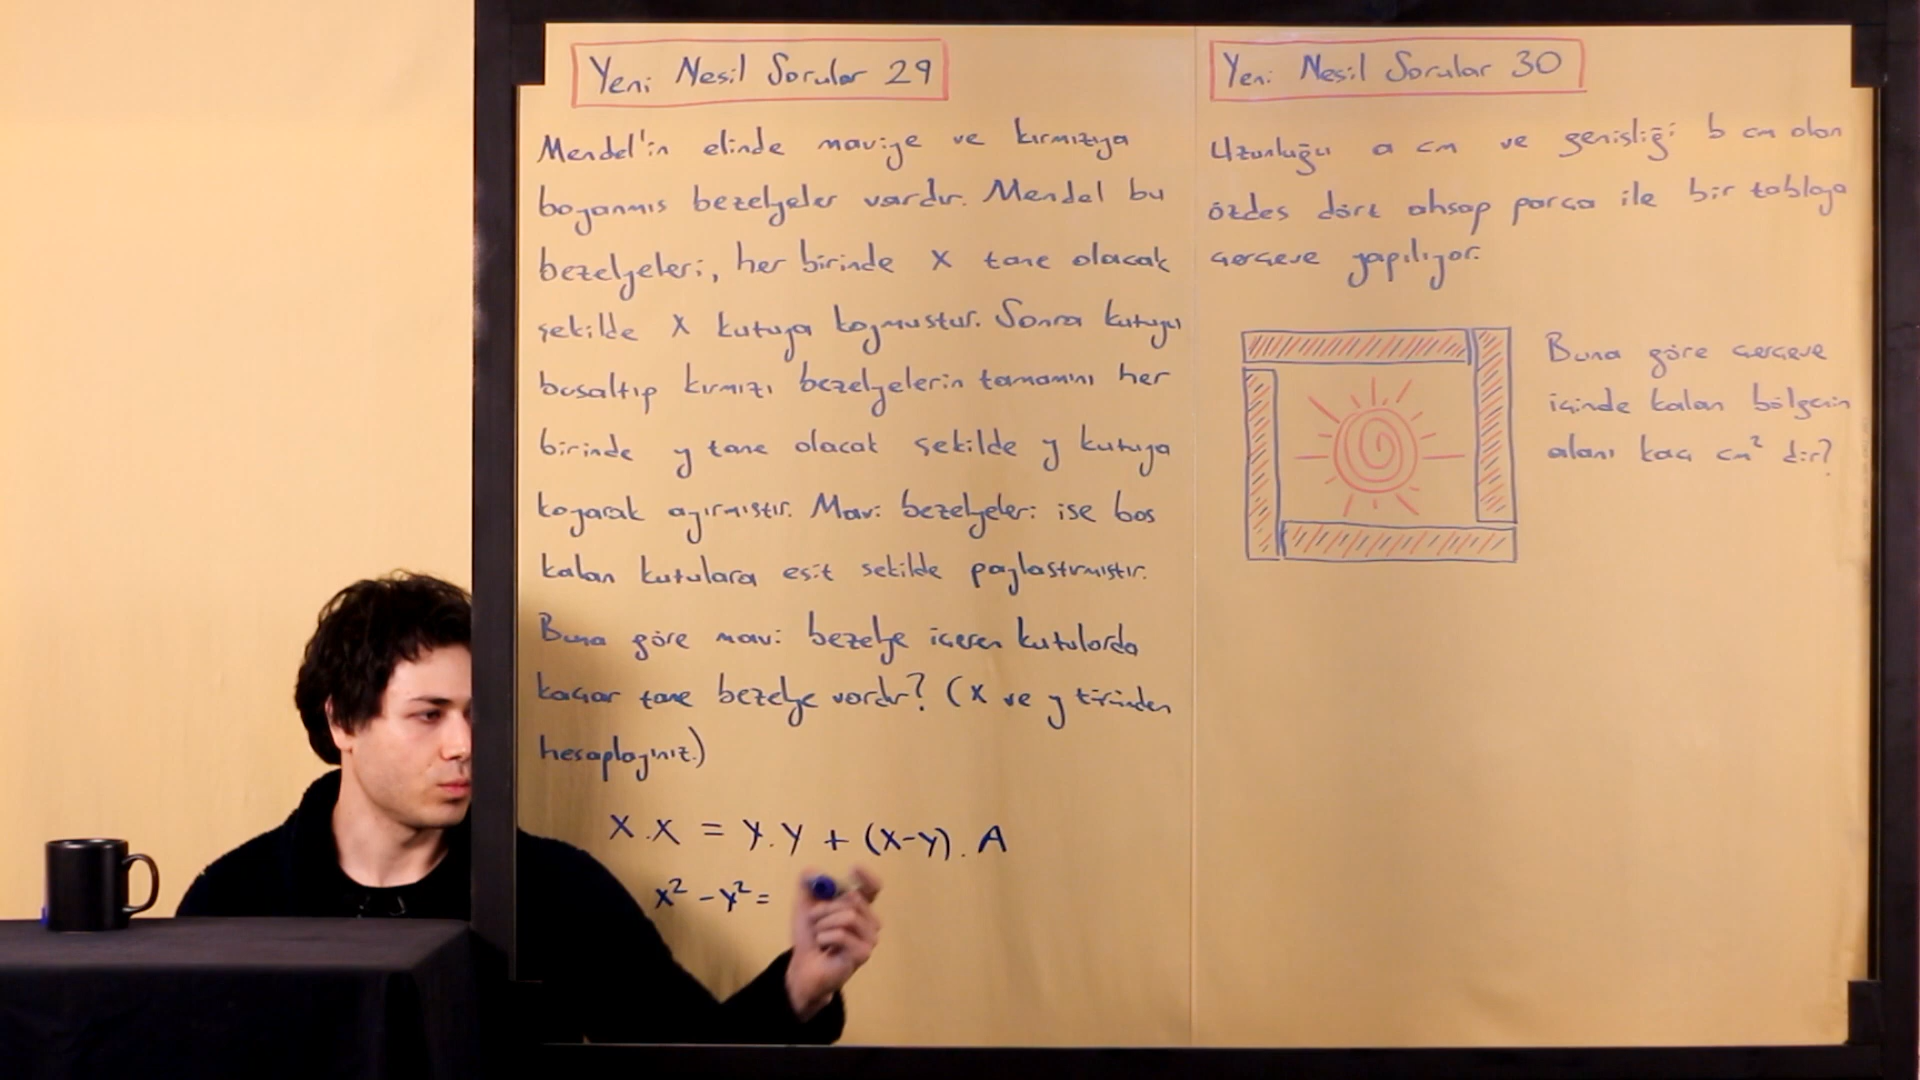 Yeni Nesil Sorular 29
Mendel'in elinde maviye ve kırmızıya
boyanmış bezelyeler vardır. Mendel bu
bezelyeleri, her birinde x tane olacak
şekilde x kutuya koymuştur. Sonra kutuyu
boşaltıp kırmızı bezelyelerin tamamını her
birinde y tane olacak şekilde y kutuya
koyarak ayırmıştır. Mavi bezelyeleri ise boş
kalan kutulara eşit şekilde paylaştırmıştır.
Buna göre mavi bezelye içeren kutularda
kaçar tane bezelye vardır? (x ve y türünden
hesaplayınız.)
x.x = y.y + (x-y).A
x² - y² =
Yeni Nesil Sorular 30
Uzunluğu a cm ve genişliği b cm olan
özdeş dört ahşap parça ile bir tabloya
çerçeve yapılıyor.
Buna göre çerçeve
içinde kalan bölgenin
alanı kaç cm² dir?